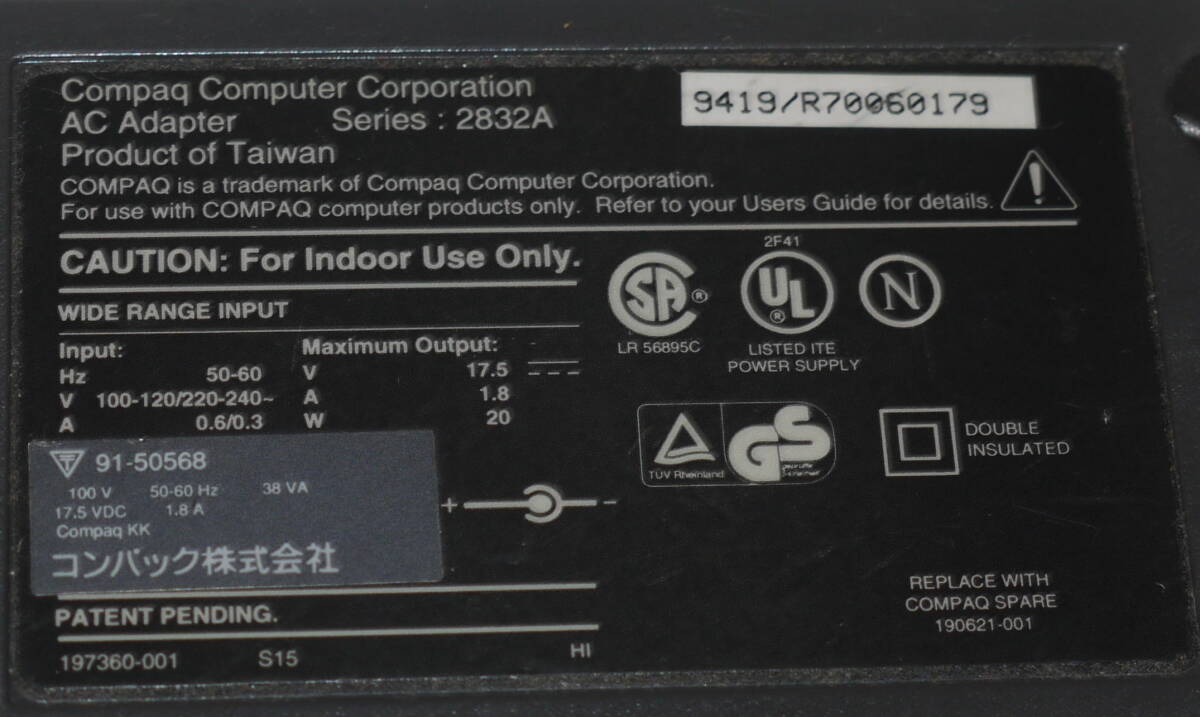 Compaq Computer Corporation
9419/R70060179
AC Adapter Series : 2832A
Product of Taiwan
COMPAQ is a trademark of Compaq Computer Corporation.
For use with COMPAQ computer products only. Refer to your Users Guide for details.
CAUTION: For Indoor Use Only.
WIDE RANGE INPUT
Input:
Hz 50-60
V 100-120/220-240~
A 0.6/0.3
Maximum Output:
V 17.5
A 1.8
W 20
SA ®
LR 56895C
2F41
UL ®
LISTED ITE
POWER SUPPLY
N
TÜV Rheinland
GS
DOUBLE
INSULATED
91-50568
100 V 50-60 Hz 38 VA
17.5 VDC 1.8 A
Compaq KK
コンパック株式会社
+ -
PATENT PENDING.
197360-001 S15 HI
REPLACE WITH
COMPAQ SPARE
190621-001